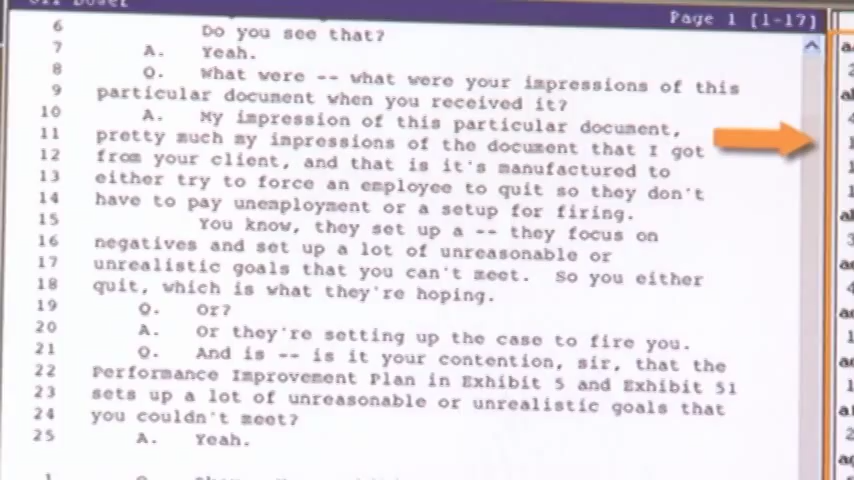 Page 1 [1-17]
6 Do you see that?
7 A. Yeah.
8 Q. What were -- what were your impressions of this
9 particular document when you received it?
10 A. My impression of this particular document,
11 pretty much my impressions of the document that I got
12 from your client, and that is it's manufactured to
13 either try to force an employee to quit so they don't
14 have to pay unemployment or a setup for firing.
15 You know, they set up a -- they focus on
16 negatives and set up a lot of unreasonable or
17 unrealistic goals that you can't meet. So you either
18 quit, which is what they're hoping.
19 Q. Or?
20 A. Or they're setting up the case to fire you.
21 Q. And is -- is it your contention, sir, that the
22 Performance Improvement Plan in Exhibit 5 and Exhibit 51
23 sets up a lot of unreasonable or unrealistic goals that
24 you couldn't meet?
25 A. Yeah.
1 Q.